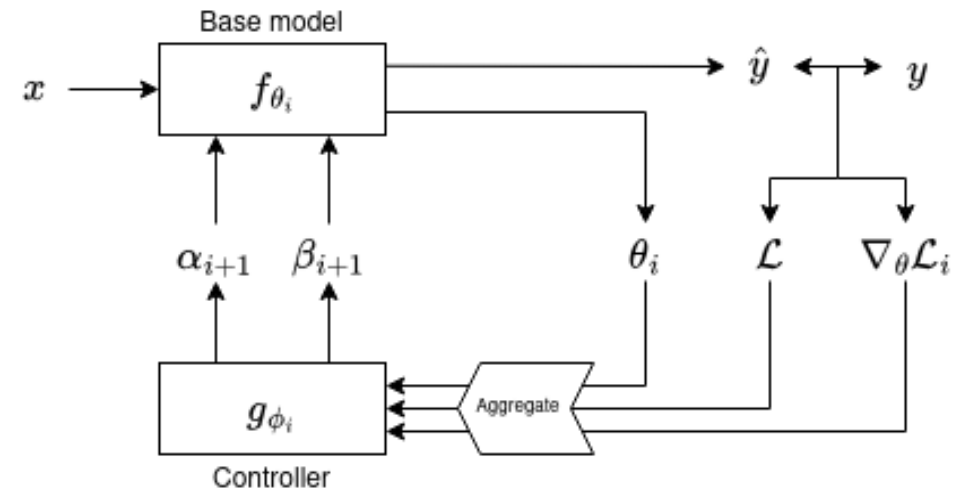 Base model
x
f_{θ_i}
ŷ
y
α_{i+1}
β_{i+1}
θ_i
ℒ
∇_θℒ_i
g_{ϕ_i}
Aggregate
Controller